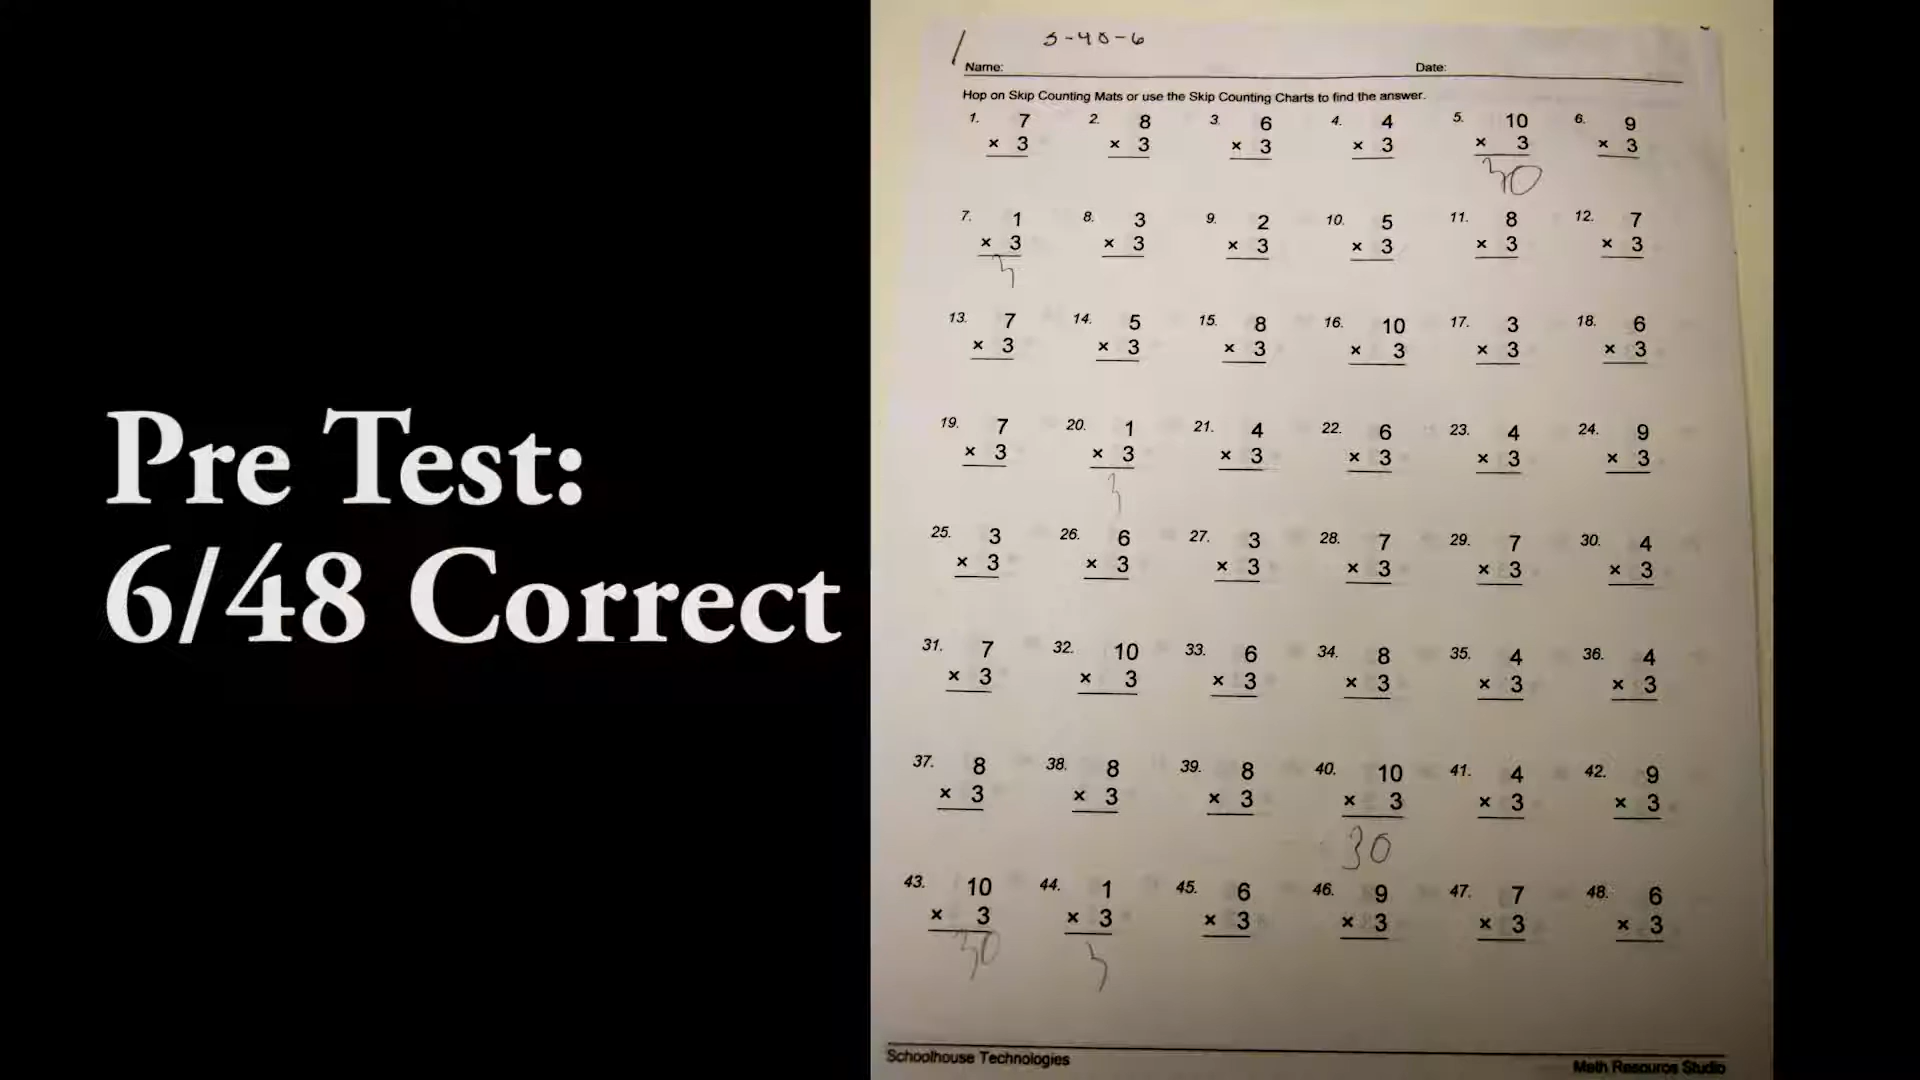 Pre Test:
6/48 Correct
3-40-6
Name: Date:
Hop on Skip Counting Mats or use the Skip Counting Charts to find the answer.
1. 7 2. 8 3. 6 4. 4 5. 10 6. 9
× 3 × 3 × 3 × 3 × 3 × 3
30
7. 1 8. 3 9. 2 10. 5 11. 8 12. 7
× 3 × 3 × 3 × 3 × 3 × 3
3
13. 7 14. 5 15. 8 16. 10 17. 3 18. 6
× 3 × 3 × 3 × 3 × 3 × 3
19. 7 20. 1 21. 4 22. 6 23. 4 24. 9
× 3 × 3 × 3 × 3 × 3 × 3
3
25. 3 26. 6 27. 3 28. 7 29. 7 30. 4
× 3 × 3 × 3 × 3 × 3 × 3
31. 7 32. 10 33. 6 34. 8 35. 4 36. 4
× 3 × 3 × 3 × 3 × 3 × 3
37. 8 38. 8 39. 8 40. 10 41. 4 42. 9
× 3 × 3 × 3 × 3 × 3 × 3
30
43. 10 44. 1 45. 6 46. 9 47. 7 48. 6
× 3 × 3 × 3 × 3 × 3 × 3
30 3
Schoolhouse Technologies Math Resource Studio